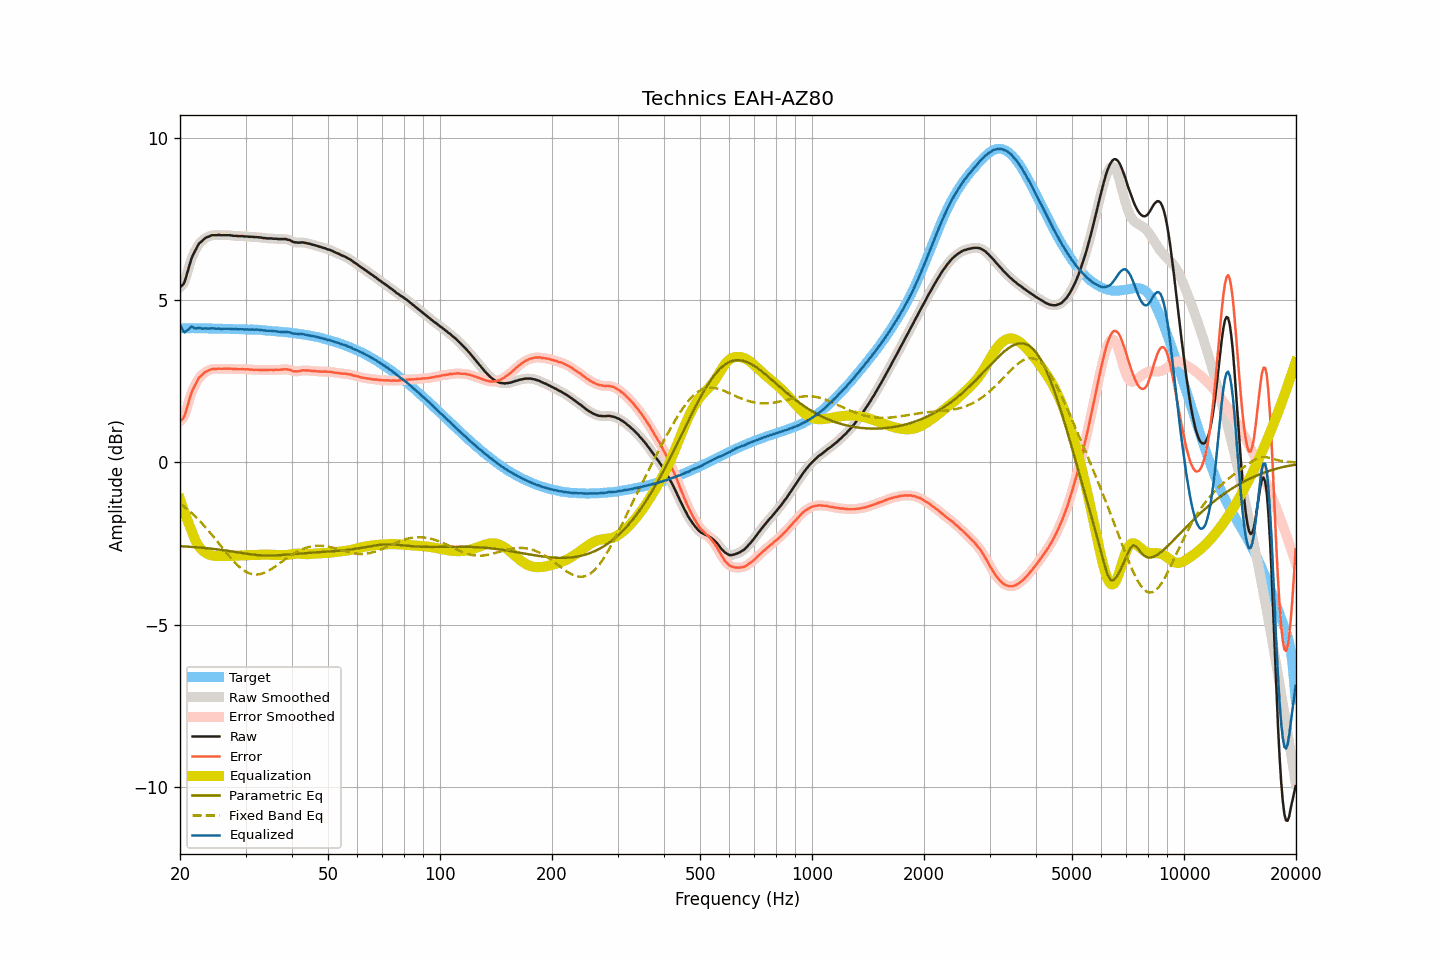 Technics EAH-AZ80
Amplitude (dBr)
10
5
0
−5
−10
Target
Raw Smoothed
Error Smoothed
Raw
Error
Equalization
Parametric Eq
Fixed Band Eq
Equalized
20 50 100 200 500 1000 2000 5000 10000 20000
Frequency (Hz)